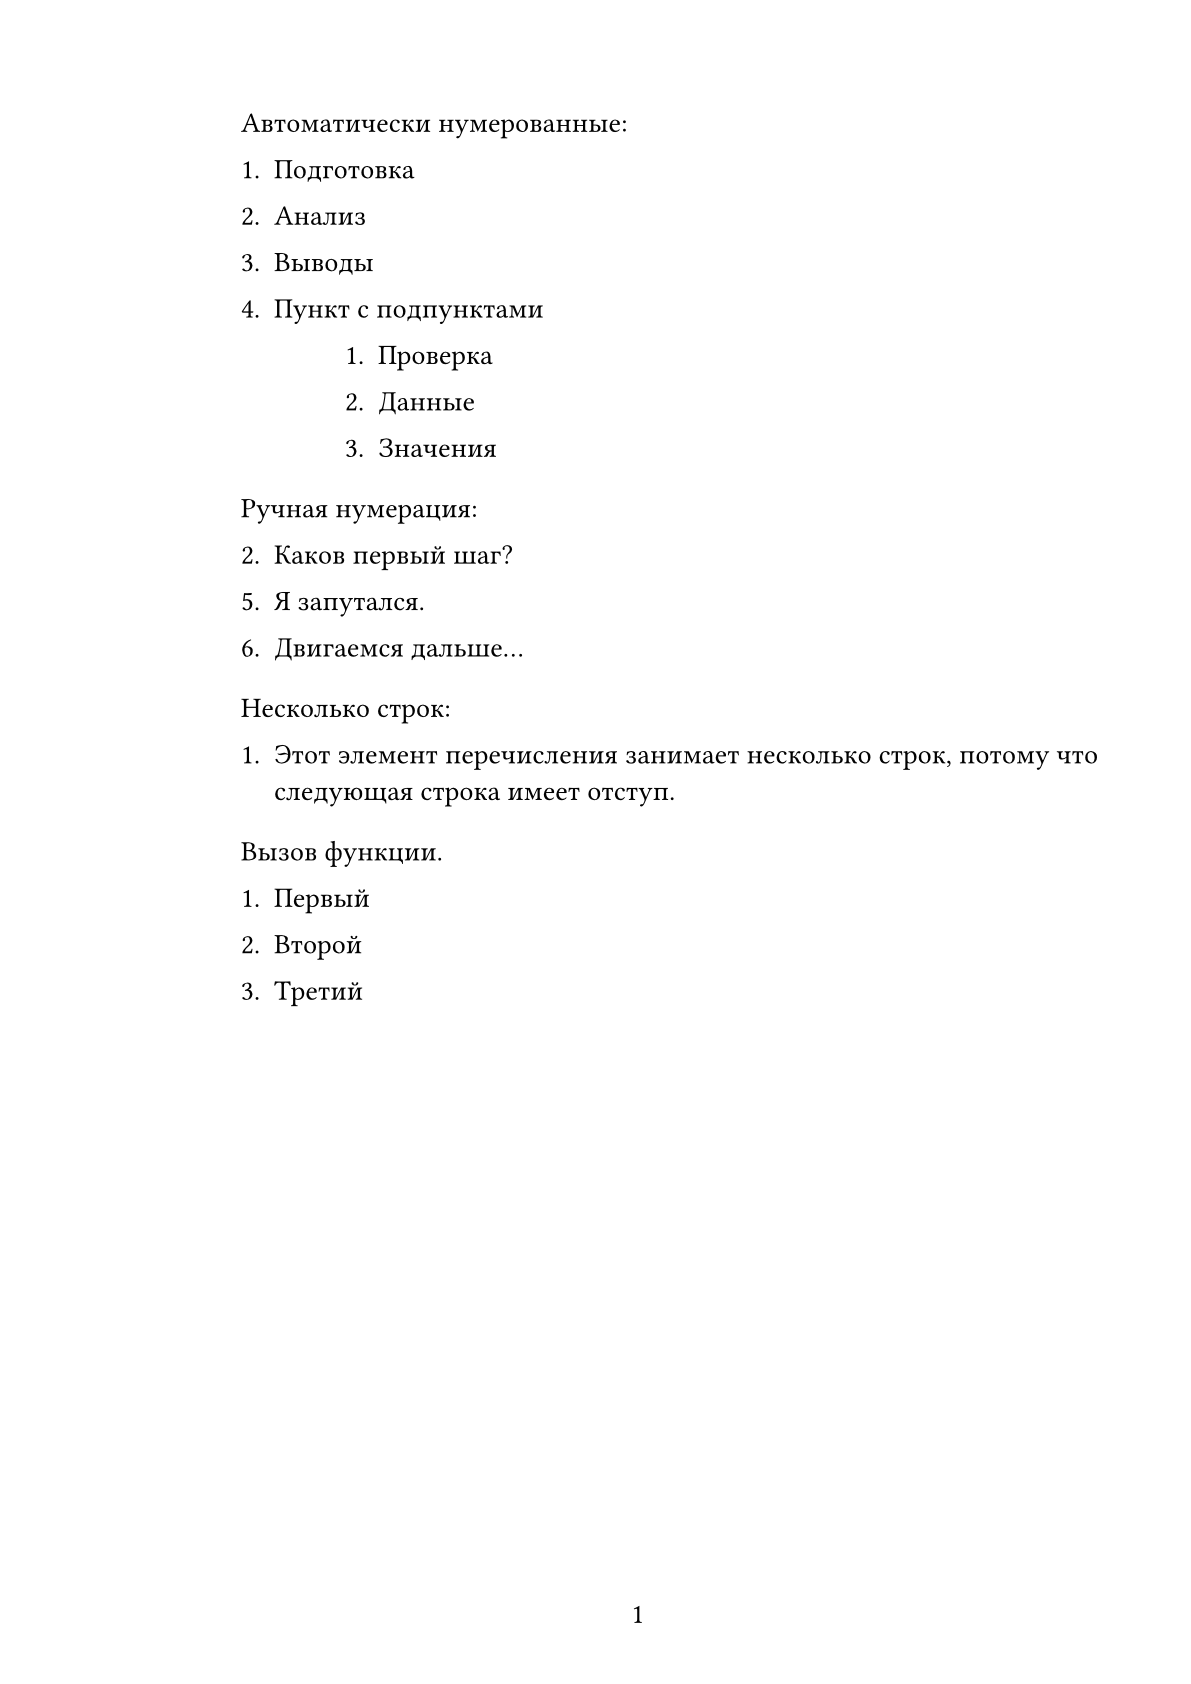 Автоматически нумерованные:
1. Подготовка
2. Анализ
3. Выводы
4. Пункт с подпунктами
1. Проверка
2. Данные
3. Значения
Ручная нумерация:
2. Каков первый шаг?
5. Я запутался.
6. Двигаемся дальше…
Несколько строк:
1. Этот элемент перечисления занимает несколько строк, потому что
следующая строка имеет отступ.
Вызов функции.
1. Первый
2. Второй
3. Третий
1